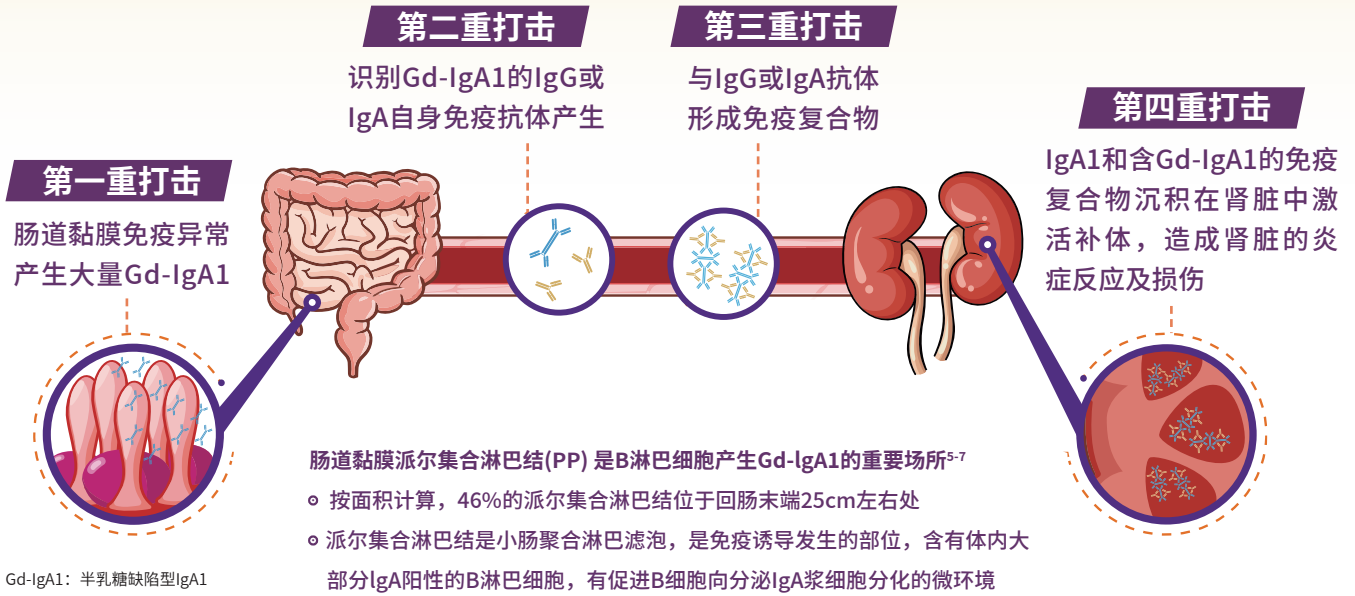 第一重打击
肠道黏膜免疫异常
产生大量Gd-IgA1
第二重打击
识别Gd-IgA1的IgG或
IgA自身免疫抗体产生
第三重打击
与IgG或IgA抗体
形成免疫复合物
第四重打击
IgA1和含Gd-IgA1的免疫
复合物沉积在肾脏中激
活补体，造成肾脏的炎
症反应及损伤
肠道黏膜派尔集合淋巴结(PP) 是B淋巴细胞产生Gd-lgA1的重要场所5-7
按面积计算，46%的派尔集合淋巴结位于回肠末端25cm左右处
派尔集合淋巴结是小肠聚合淋巴滤泡，是免疫诱导发生的部位，含有体内大
部分lgA阳性的B淋巴细胞，有促进B细胞向分泌IgA浆细胞分化的微环境
Gd-IgA1：半乳糖缺陷型IgA1